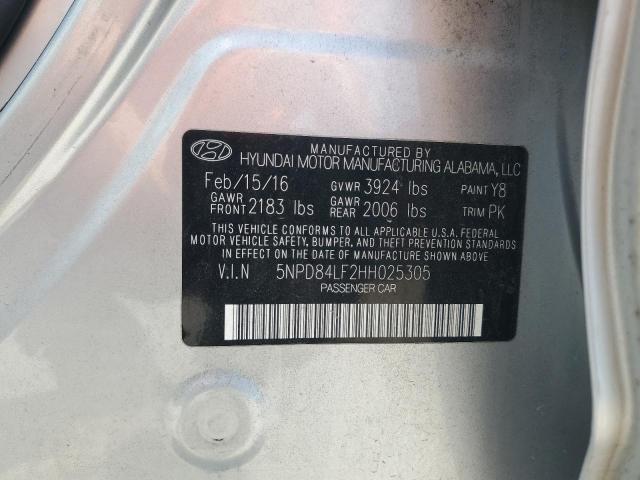 MANUFACTURED BY
HYUNDAI MOTOR MANUFACTURING ALABAMA, LLC
Feb/15/16 GVWR 3924 lbs PAINT Y8
GAWR FRONT 2183 lbs GAWR REAR 2006 lbs TRIM PK
THIS VEHICLE CONFORMS TO ALL APPLICABLE U.S.A. FEDERAL
MOTOR VEHICLE SAFETY, BUMPER, AND THEFT PREVENTION STANDARDS
IN EFFECT ON THE DATE OF MANUFACTURE SHOWN ABOVE.
V.I.N 5NPD84LF2HH025305
PASSENGER CAR